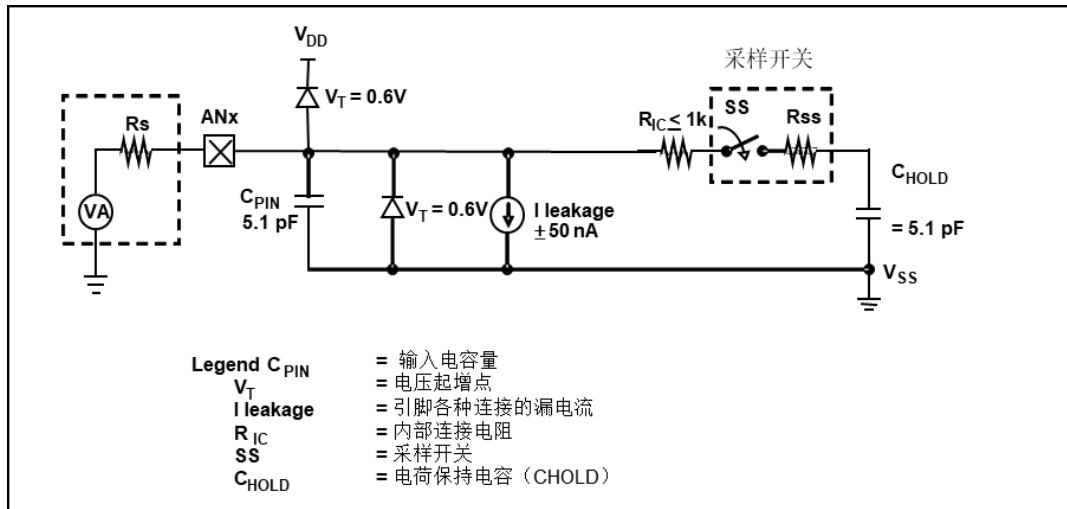 V_DD
采样开关
V_T = 0.6V
Rs
ANx
R_IC ≤ 1k
SS
Rss
VA
C_PIN
5.1 pF
V_T = 0.6V
I leakage
± 50 nA
C_HOLD
= 5.1 pF
V_SS
Legend C_PIN = 输入电容量
V_T = 电压起增点
I leakage = 引脚各种连接的漏电流
R_IC = 内部连接电阻
SS = 采样开关
C_HOLD = 电荷保持电容（CHOLD）